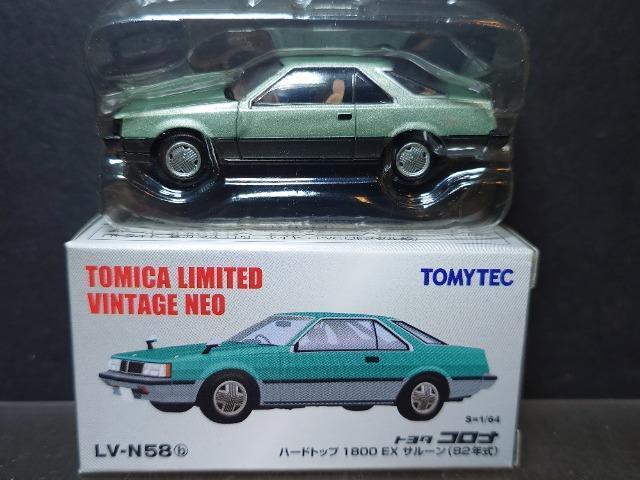 TOMICA LIMITED
VINTAGE NEO
TOMYTEC
S=1/64
LV-N58 b
トヨタ コロナ
ハードトップ 1800 EX サルーン(82年式)